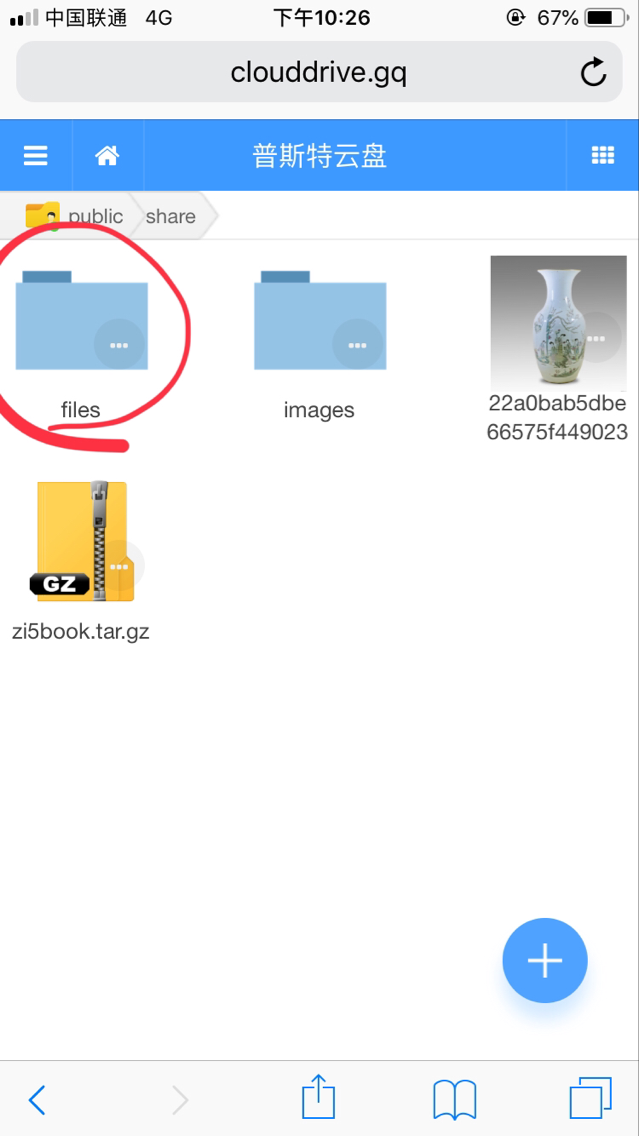 中国联通 4G 下午10:26 67%
clouddrive.gq
普斯特云盘
public share
files
images
22a0bab5dbe
66575f449023
GZ
zi5book.tar.gz